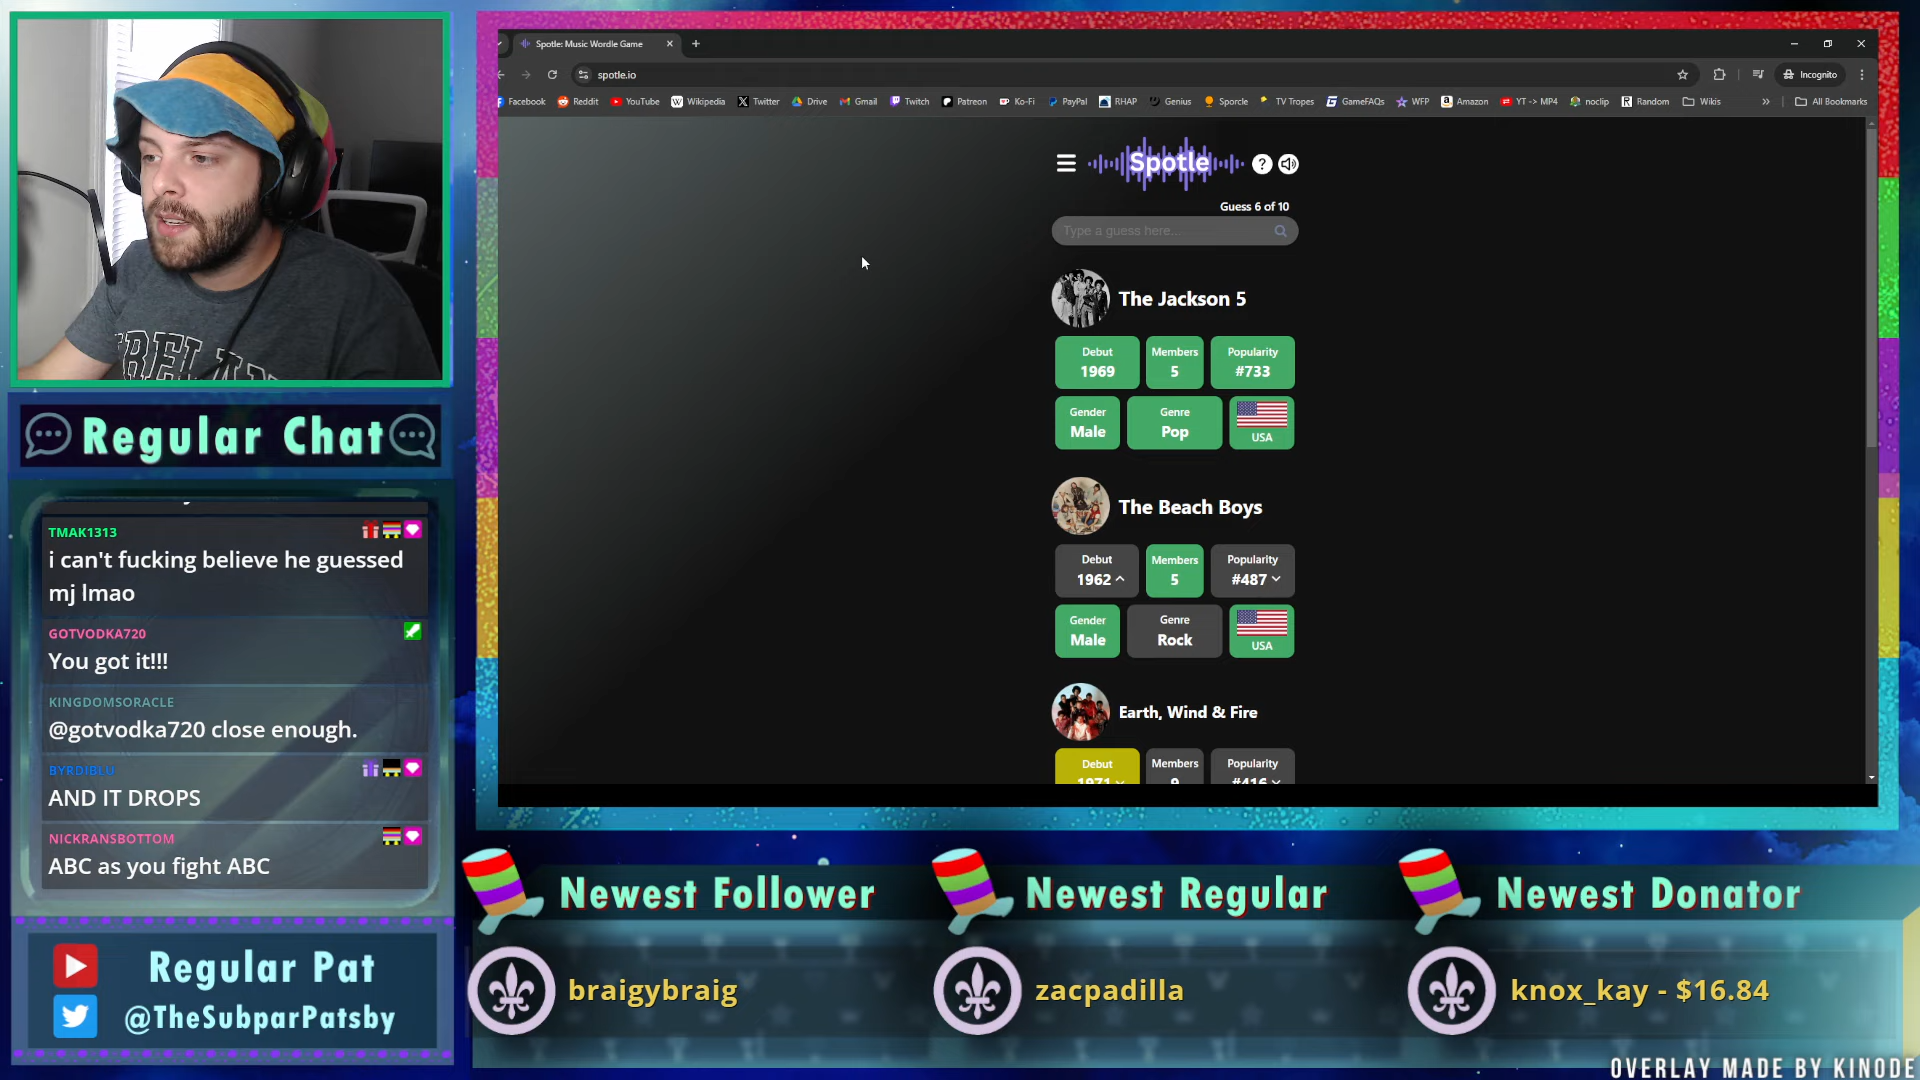 Spotle: Music Wordle Game
spotle.io
Incognito
Facebook Reddit YouTube Wikipedia Twitter Drive Gmail Twitch Patreon Ko-Fi PayPal RHAP Genius Sporcle TV Tropes GameFAQs WFP Amazon YT -> MP4 noclip Random Wikis » All Bookmarks
Spotle
?
Guess 6 of 10
Type a guess here...
The Jackson 5
Debut Members Popularity
1969 5 #733
Gender Genre
Male Pop USA
The Beach Boys
Debut Members Popularity
1962 5 #487
Gender Genre
Male Rock USA
Earth, Wind & Fire
Debut Members Popularity
1971 9 #416
Regular Chat
TMAK1313
i can't fucking believe he guessed
mj lmao
GOTVODKA720
You got it!!!
KINGDOMSORACLE
@gotvodka720 close enough.
BYRDIBLU
AND IT DROPS
NICKRANSBOTTOM
ABC as you fight ABC
Regular Pat
@TheSubparPatsby
Newest Follower
braigybraig
Newest Regular
zacpadilla
Newest Donator
knox_kay - $16.84
OVERLAY MADE BY KINODE